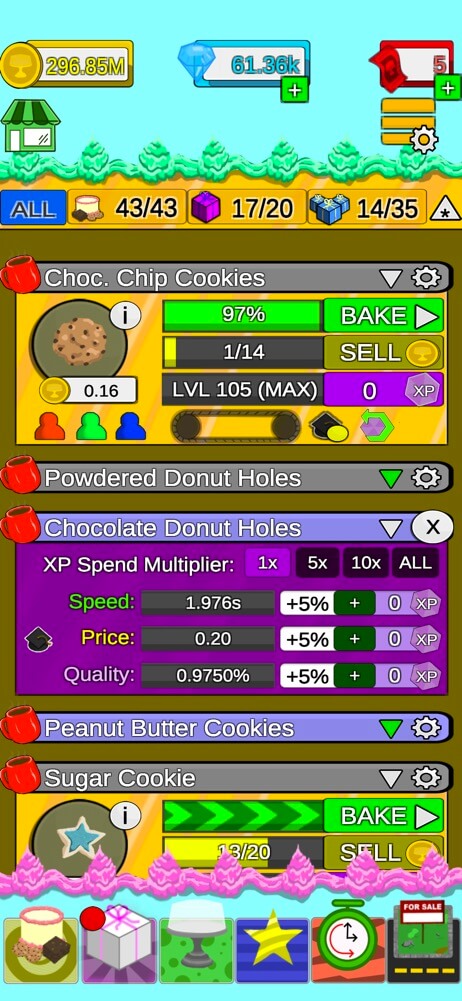 296.85M 61.36k 5
ALL 43/43 17/20 14/35
Choc. Chip Cookies
97% BAKE
i
1/14 SELL
0.16 LVL 105 (MAX) 0 XP
Powdered Donut Holes
Chocolate Donut Holes X
XP Spend Multiplier: 1x 5x 10x ALL
Speed: 1.976s +5% + 0 XP
Price: 0.20 +5% + 0 XP
Quality: 0.9750% +5% + 0 XP
Peanut Butter Cookies
Sugar Cookie
i BAKE
13/20 SELL
FOR SALE